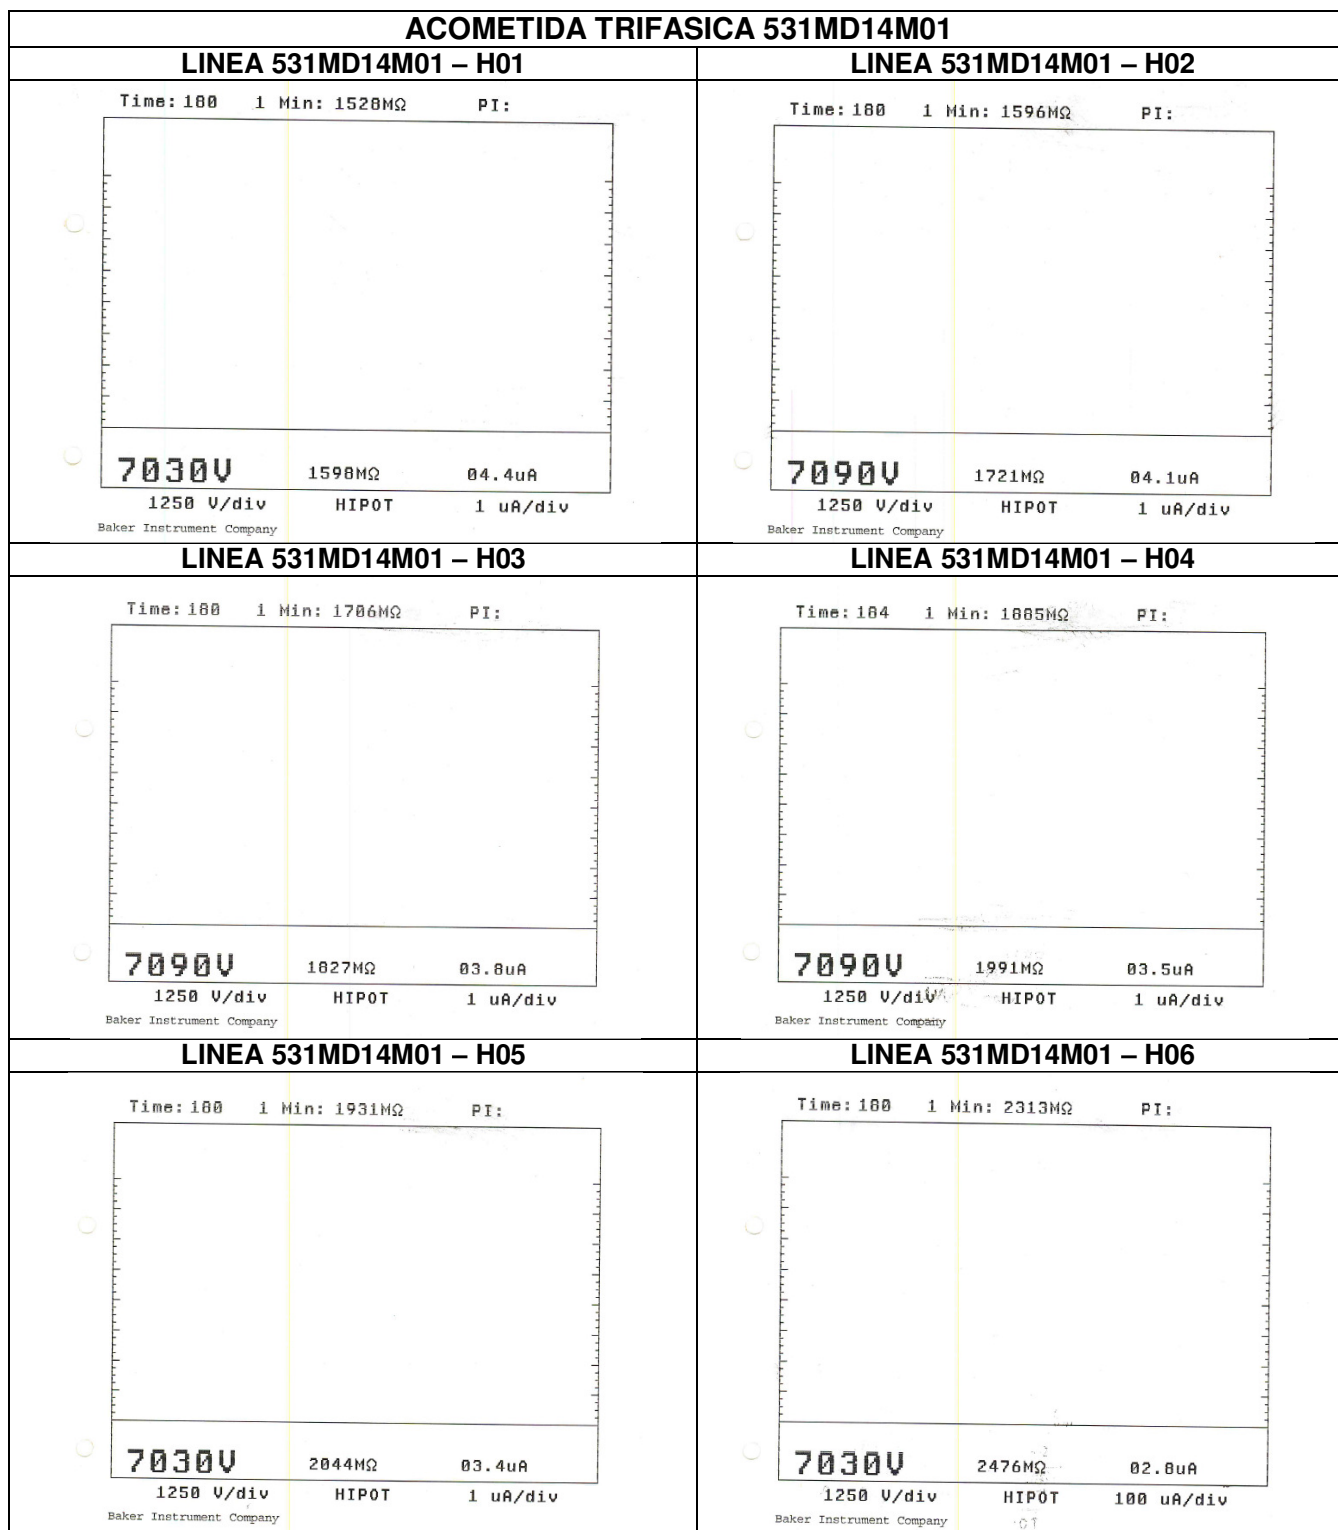 ACOMETIDA TRIFASICA 531MD14M01
LINEA 531MD14M01 – H01
Time: 180 1 Min: 1528MΩ PI:
7030V 1598MΩ 04.4uA
1250 V/div HIPOT 1 uA/div
Baker Instrument Company
LINEA 531MD14M01 – H02
Time: 180 1 Min: 1596MΩ PI:
7090V 1721MΩ 04.1uA
1250 V/div HIPOT 1 uA/div
Baker Instrument Company
LINEA 531MD14M01 – H03
Time: 180 1 Min: 1706MΩ PI:
7090V 1827MΩ 03.8uA
1250 V/div HIPOT 1 uA/div
Baker Instrument Company
LINEA 531MD14M01 – H04
Time: 184 1 Min: 1885MΩ PI:
7090V 1991MΩ 03.5uA
1250 V/div HIPOT 1 uA/div
Baker Instrument Company
LINEA 531MD14M01 – H05
Time: 180 1 Min: 1931MΩ PI:
7030V 2044MΩ 03.4uA
1250 V/div HIPOT 1 uA/div
Baker Instrument Company
LINEA 531MD14M01 – H06
Time: 180 1 Min: 2313MΩ PI:
7030V 2476MΩ 02.8uA
1250 V/div HIPOT 100 uA/div
Baker Instrument Company